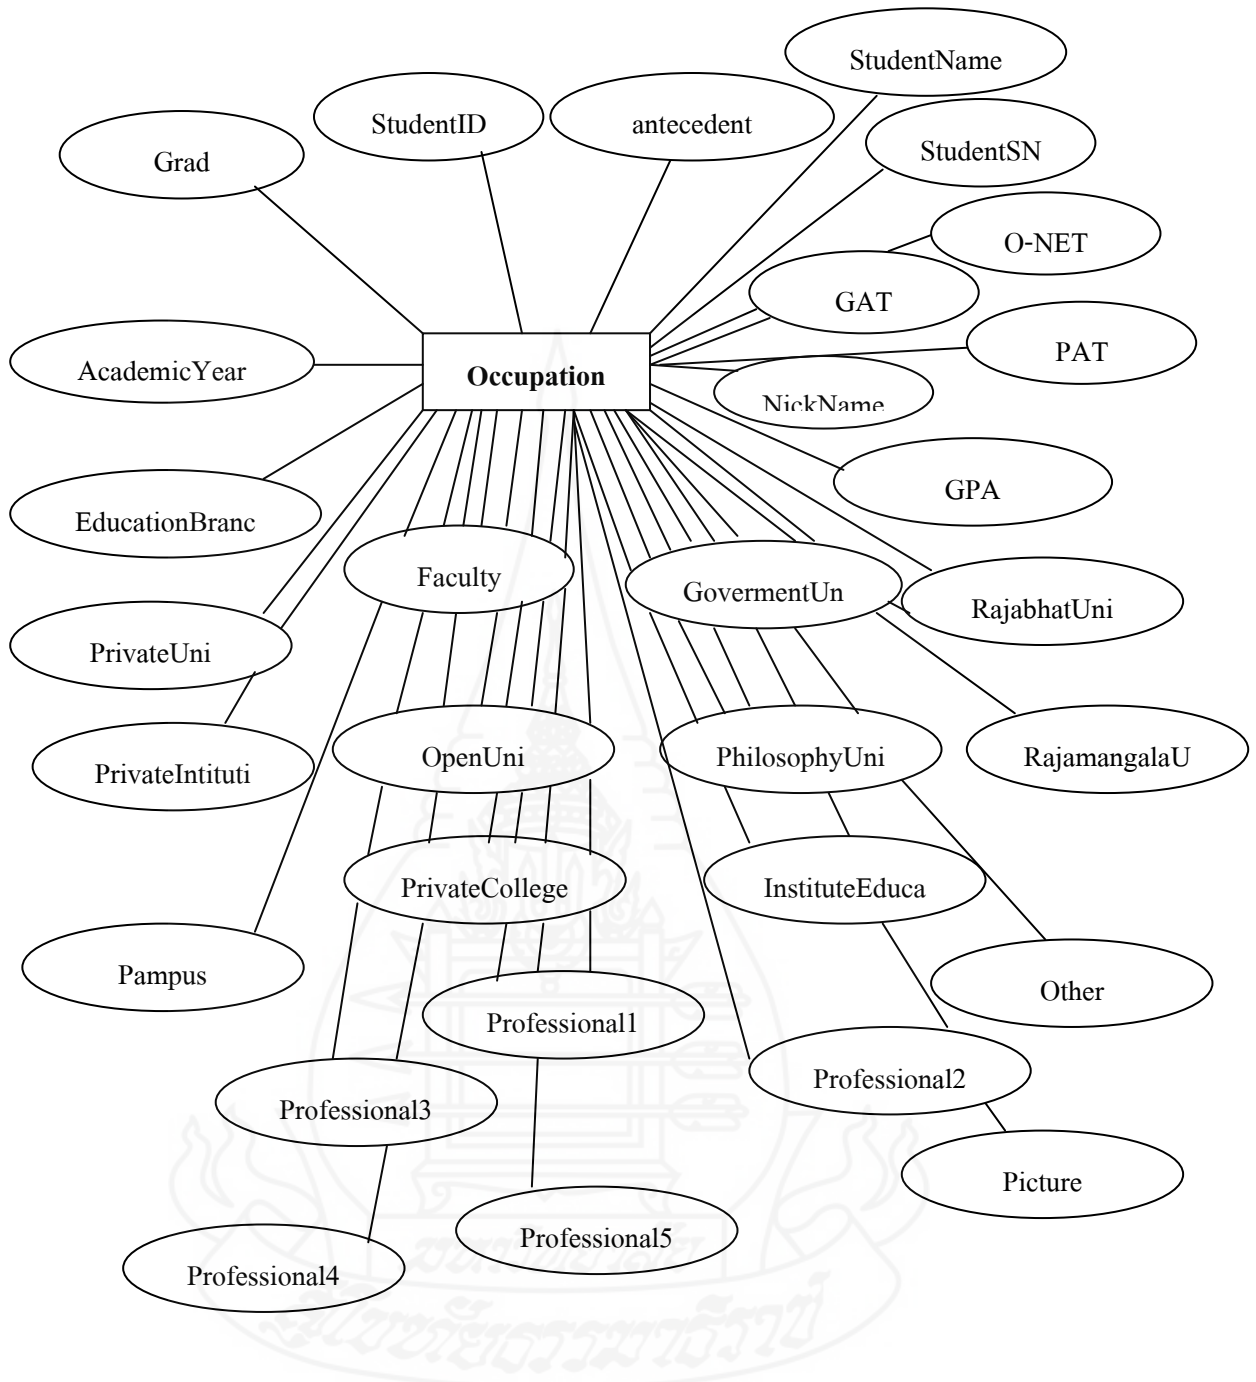 StudentName
StudentID
antecedent
StudentSN
Grad
O-NET
GAT
PAT
AcademicYear
Occupation
NickName
GPA
EducationBranc
Faculty
GovermentUn
RajabhatUni
PrivateUni
OpenUni
PhilosophyUni
RajamangalaU
PrivateIntituti
PrivateCollege
InstituteEduca
Pampus
Other
Professional1
Professional2
Professional3
Picture
Professional5
Professional4